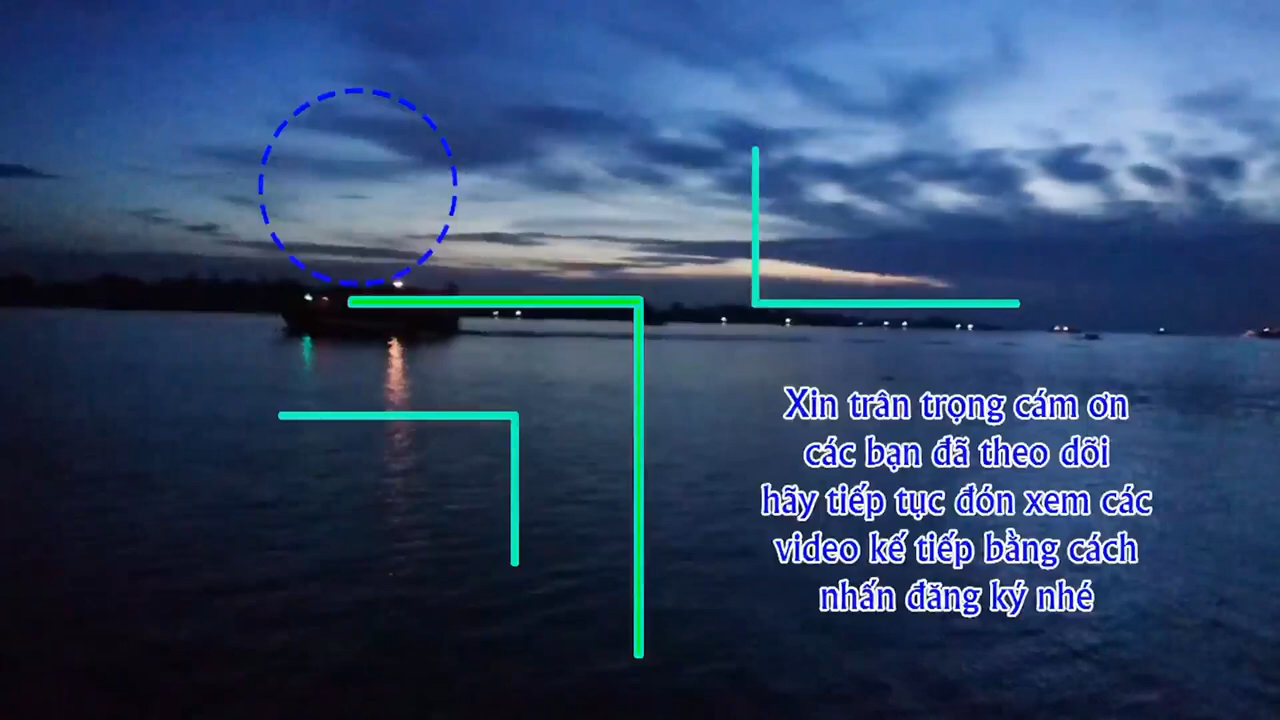 Xin trân trọng cám ơn
các bạn đã theo dõi
hãy tiếp tục đón xem các
video kế tiếp bằng cách
nhấn đăng ký nhé